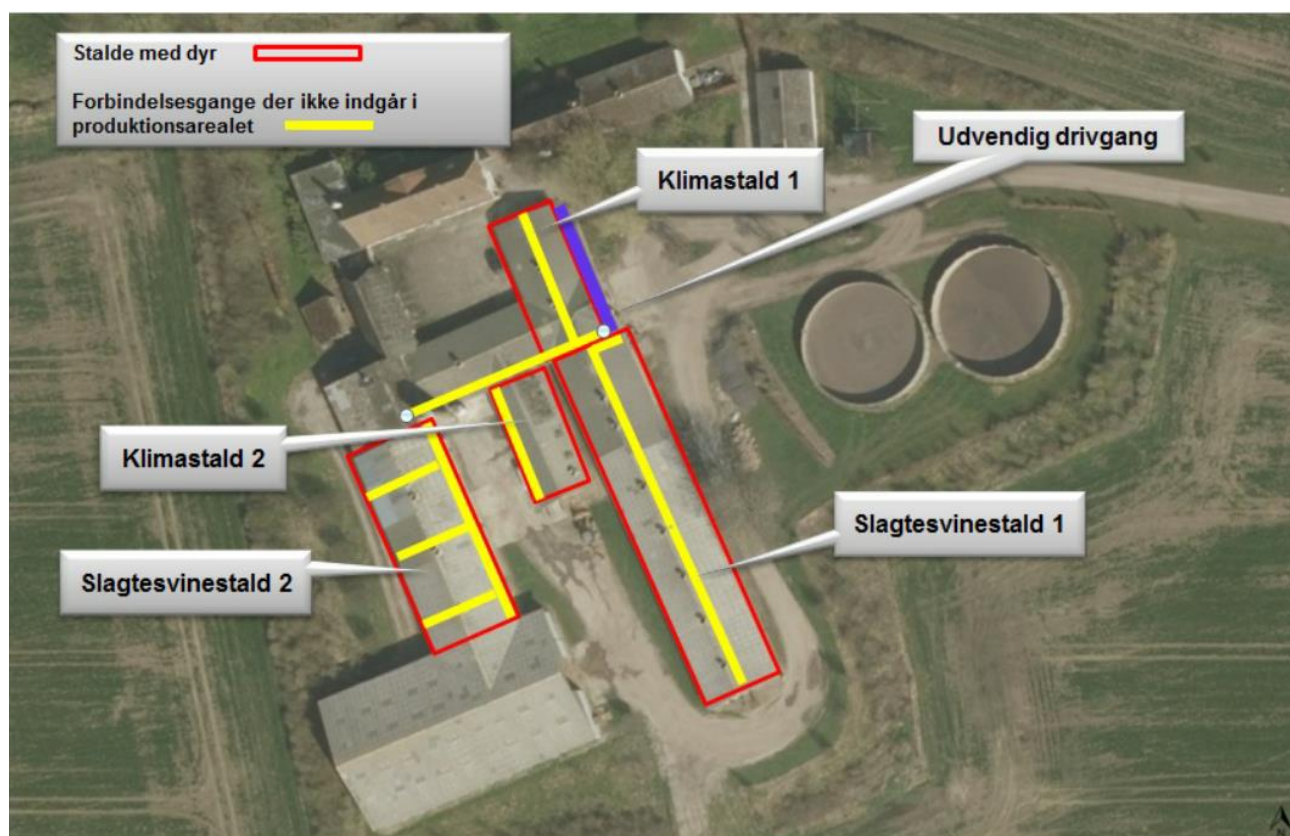 Stalde med dyr
Forbindelsesgange der ikke indgår i
produktionsarealet
Udvendig drivgang
Klimastald 1
Klimastald 2
Slagtesvinestald 1
Slagtesvinestald 2
N